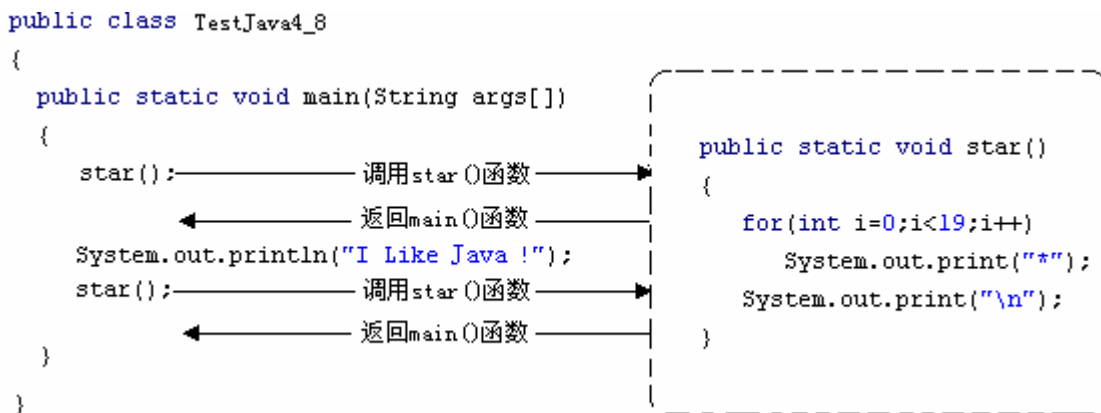 public class TestJava4_8
{
public static void main(String args[])
{
star();
调用star()函数
返回main()函数
System.out.println("I Like Java !");
star();
调用star()函数
返回main()函数
}
}
public static void star()
{
for(int i=0;i<19;i++)
System.out.print("*");
System.out.print("\n");
}